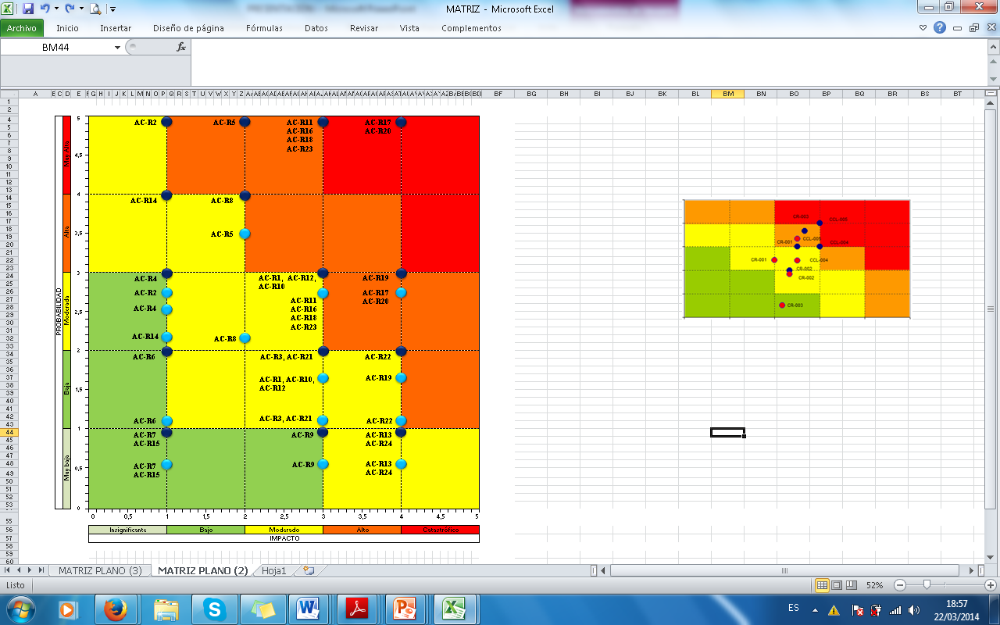 MATRIZ - Microsoft Excel
Archivo Inicio Insertar Diseño de página Fórmulas Datos Revisar Vista Complementos
BM44 fx
A BF BG BH BI BJ BK BL BM BN BO BP BQ BR BS BT
PROBABILIDAD
Muy Alta
Alta
Moderada
Baja
Muy baja
5
4,5
4
3,5
3
2,5
2
1,5
1
0,5
0
AC-R2 AC-R5 AC-R11 AC-R17
AC-R16 AC-R20
AC-R18
AC-R23
AC-R14 AC-R8
AC-R5
AC-R4 AC-R1, AC-R12, AC-R19
AC-R10
AC-R2 AC-R17
AC-R11 AC-R20
AC-R4 AC-R16
AC-R18
AC-R23
AC-R14 AC-R8
AC-R6 AC-R3, AC-R21 AC-R22
AC-R1, AC-R10, AC-R19
AC-R12
AC-R6 AC-R3, AC-R21 AC-R22
AC-R7 AC-R9 AC-R13
AC-R15 AC-R24
AC-R7 AC-R9 AC-R13
AC-R15 AC-R24
0 0,5 1 1,5 2 2,5 3 3,5 4 4,5 5
Insignificante Bajo Moderado Alto Catastrófico
IMPACTO
CR-003 CCL-005
CCL-005
CR-001 CCL-004
CR-001 CCL-004
CR-002
CR-002
CR-003
MATRIZ PLANO (3) MATRIZ PLANO (2) Hoja1
Listo 52%
ES 18:57
22/03/2014